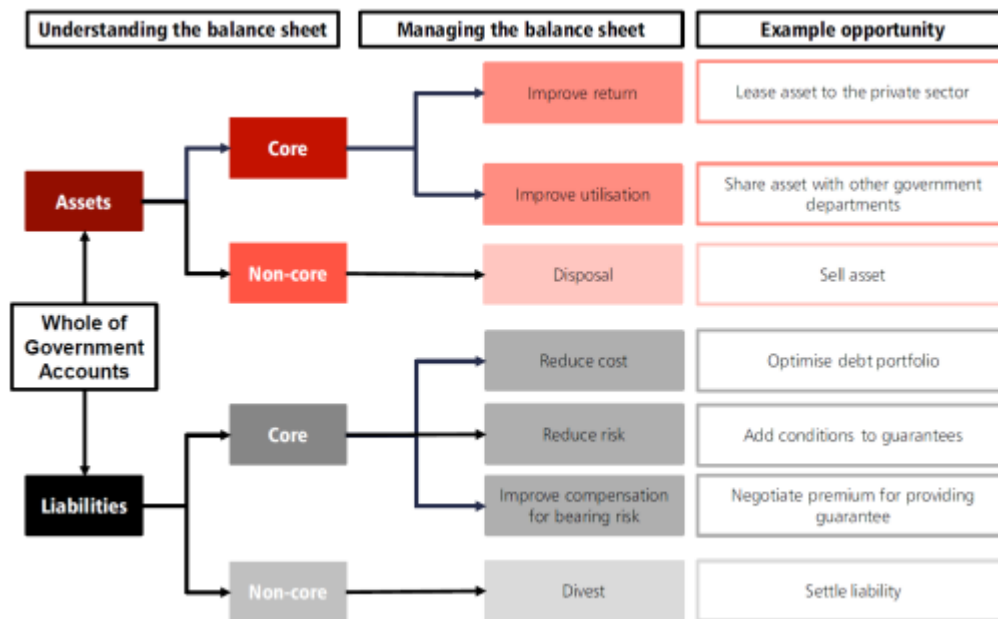 Understanding the balance sheet
Managing the balance sheet
Example opportunity
Assets
Core
Improve return
Lease asset to the private sector
Improve utilisation
Share asset with other government
departments
Non-core
Disposal
Sell asset
Whole of
Government
Accounts
Liabilities
Core
Reduce cost
Optimise debt portfolio
Reduce risk
Add conditions to guarantees
Improve compensation
for bearing risk
Negotiate premium for providing
guarantee
Non-core
Divest
Settle liability